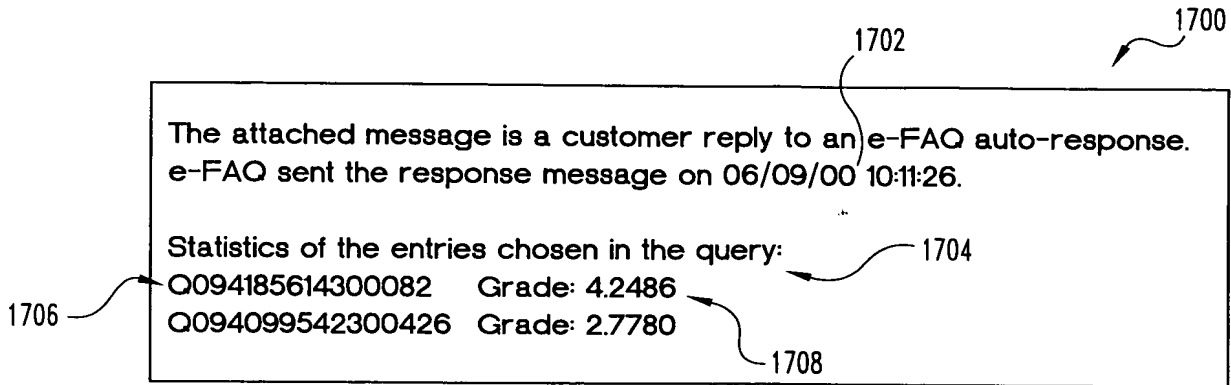 1700
1702
The attached message is a customer reply to an e-FAQ auto-response.
e-FAQ sent the response message on 06/09/00 10:11:26.
Statistics of the entries chosen in the query:
1704
1706
Q094185614300082 Grade: 4.2486
Q094099542300426 Grade: 2.7780
1708